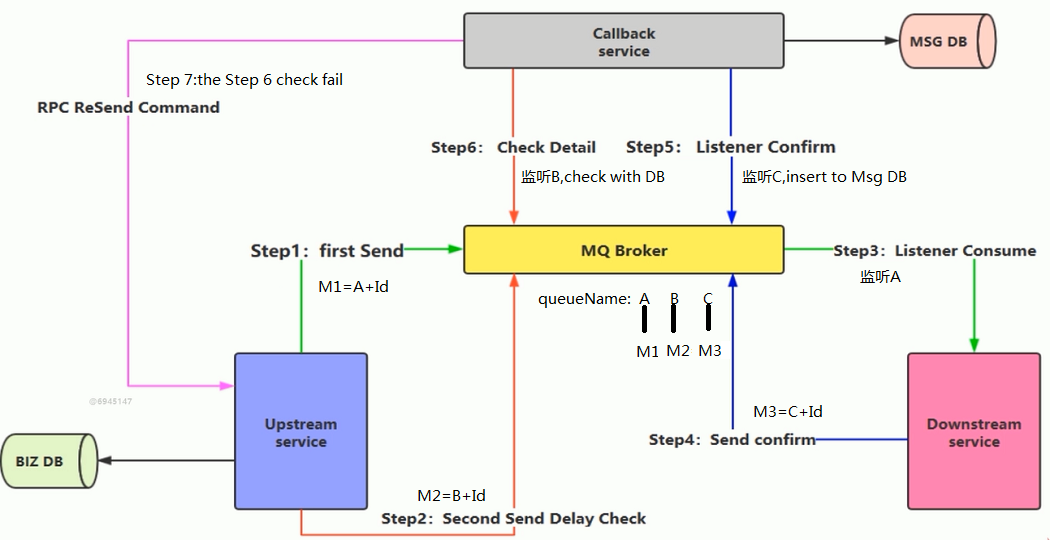 Callback
service
MSG DB
Step 7:the Step 6 check fail
RPC ReSend Command
Step6： Check Detail
Step5： Listener Confirm
监听B,check with DB
监听C,insert to Msg DB
Step1：first Send
MQ Broker
Step3：Listener Consume
监听A
M1=A+Id
queueName: A B C
M1 M2 M3
@6945147
Upstream
service
M3=C+Id
Downstream
service
Step4：Send confirm
BIZ DB
M2=B+Id
Step2：Second Send Delay Check